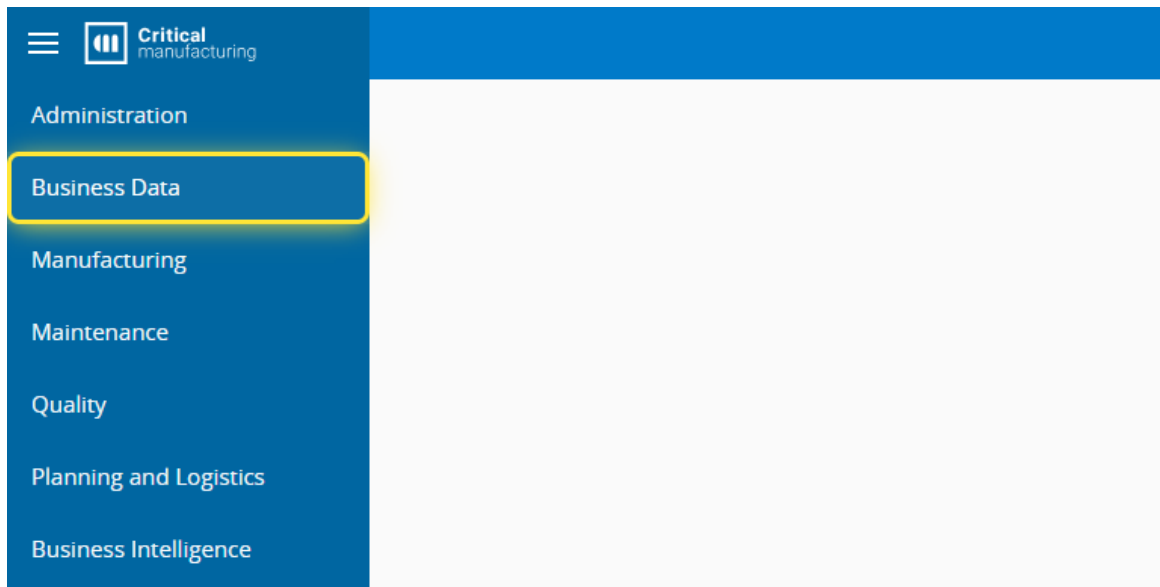 Critical
manufacturing
Administration
Business Data
Manufacturing
Maintenance
Quality
Planning and Logistics
Business Intelligence